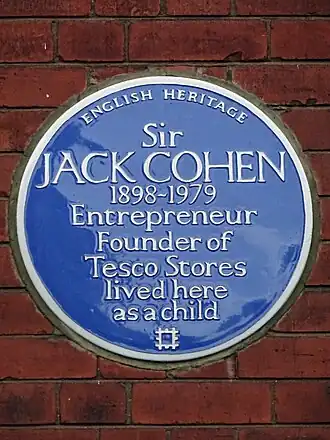 ENGLISH HERITAGE
Sir
JACK COHEN
1898-1979
Entrepreneur
Founder of
Tesco Stores
lived here
as a child